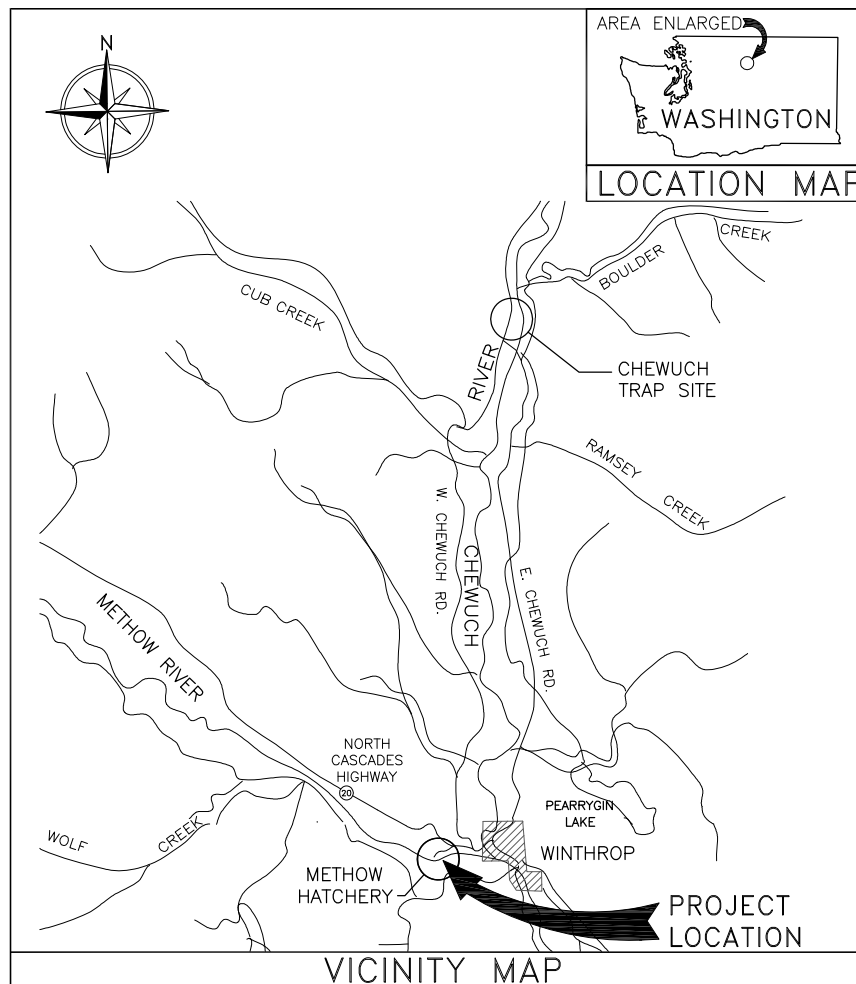 N
AREA ENLARGED
WASHINGTON
LOCATION MAP
CREEK
BOULDER
CUB CREEK
RIVER
CHEWUCH
TRAP SITE
RAMSEY
CREEK
W. CHEWUCH RD.
CHEWUCH
E. CHEWUCH RD.
METHOW RIVER
NORTH
CASCADES
HIGHWAY
20
PEARRYGIN
LAKE
WOLF
CREEK
WINTHROP
METHOW
HATCHERY
PROJECT
LOCATION
VICINITY MAP